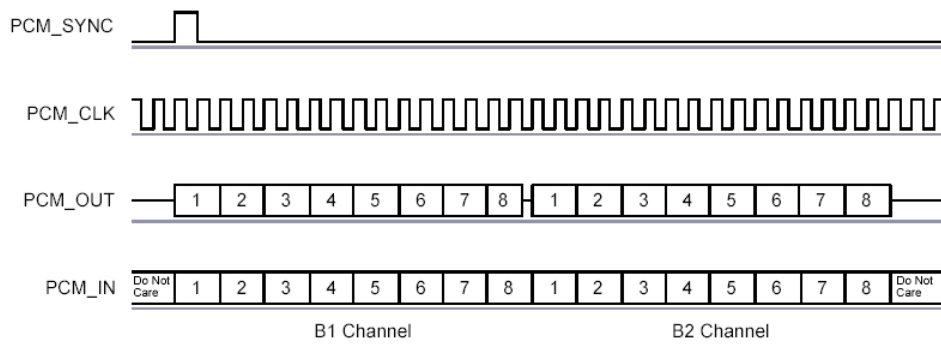 PCM_SYNC
PCM_CLK
PCM_OUT 1 2 3 4 5 6 7 8 1 2 3 4 5 6 7 8
PCM_IN Do Not Care 1 2 3 4 5 6 7 8 1 2 3 4 5 6 7 8 Do Not Care
B1 Channel B2 Channel